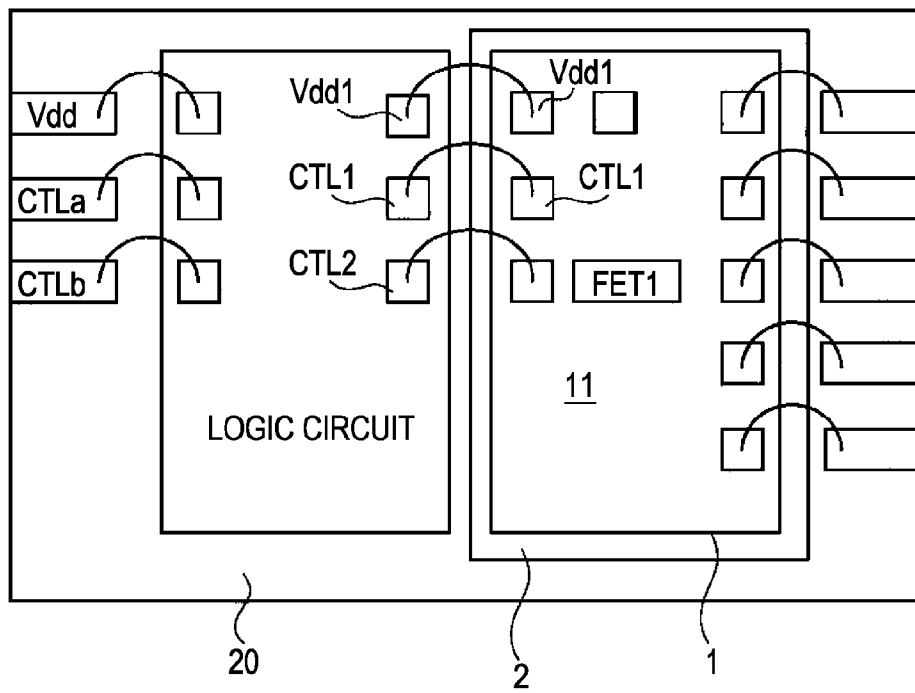 Vdd
Vdd1
Vdd1
CTLa
CTL1
CTL1
CTLb
CTL2
FET1
11
LOGIC CIRCUIT
20
2
1